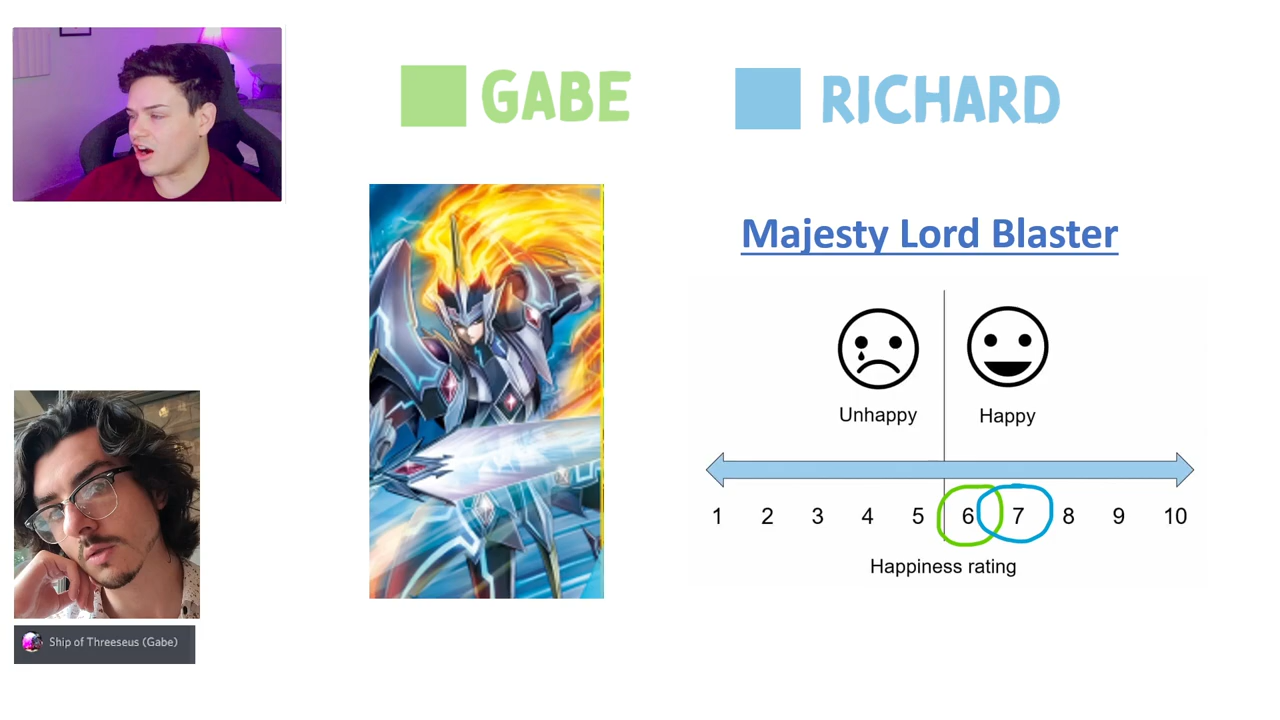 GABE
RICHARD
Majesty Lord Blaster
Unhappy
Happy
1 2 3 4 5 6 7 8 9 10
Happiness rating
Ship of Threeseus (Gabe)